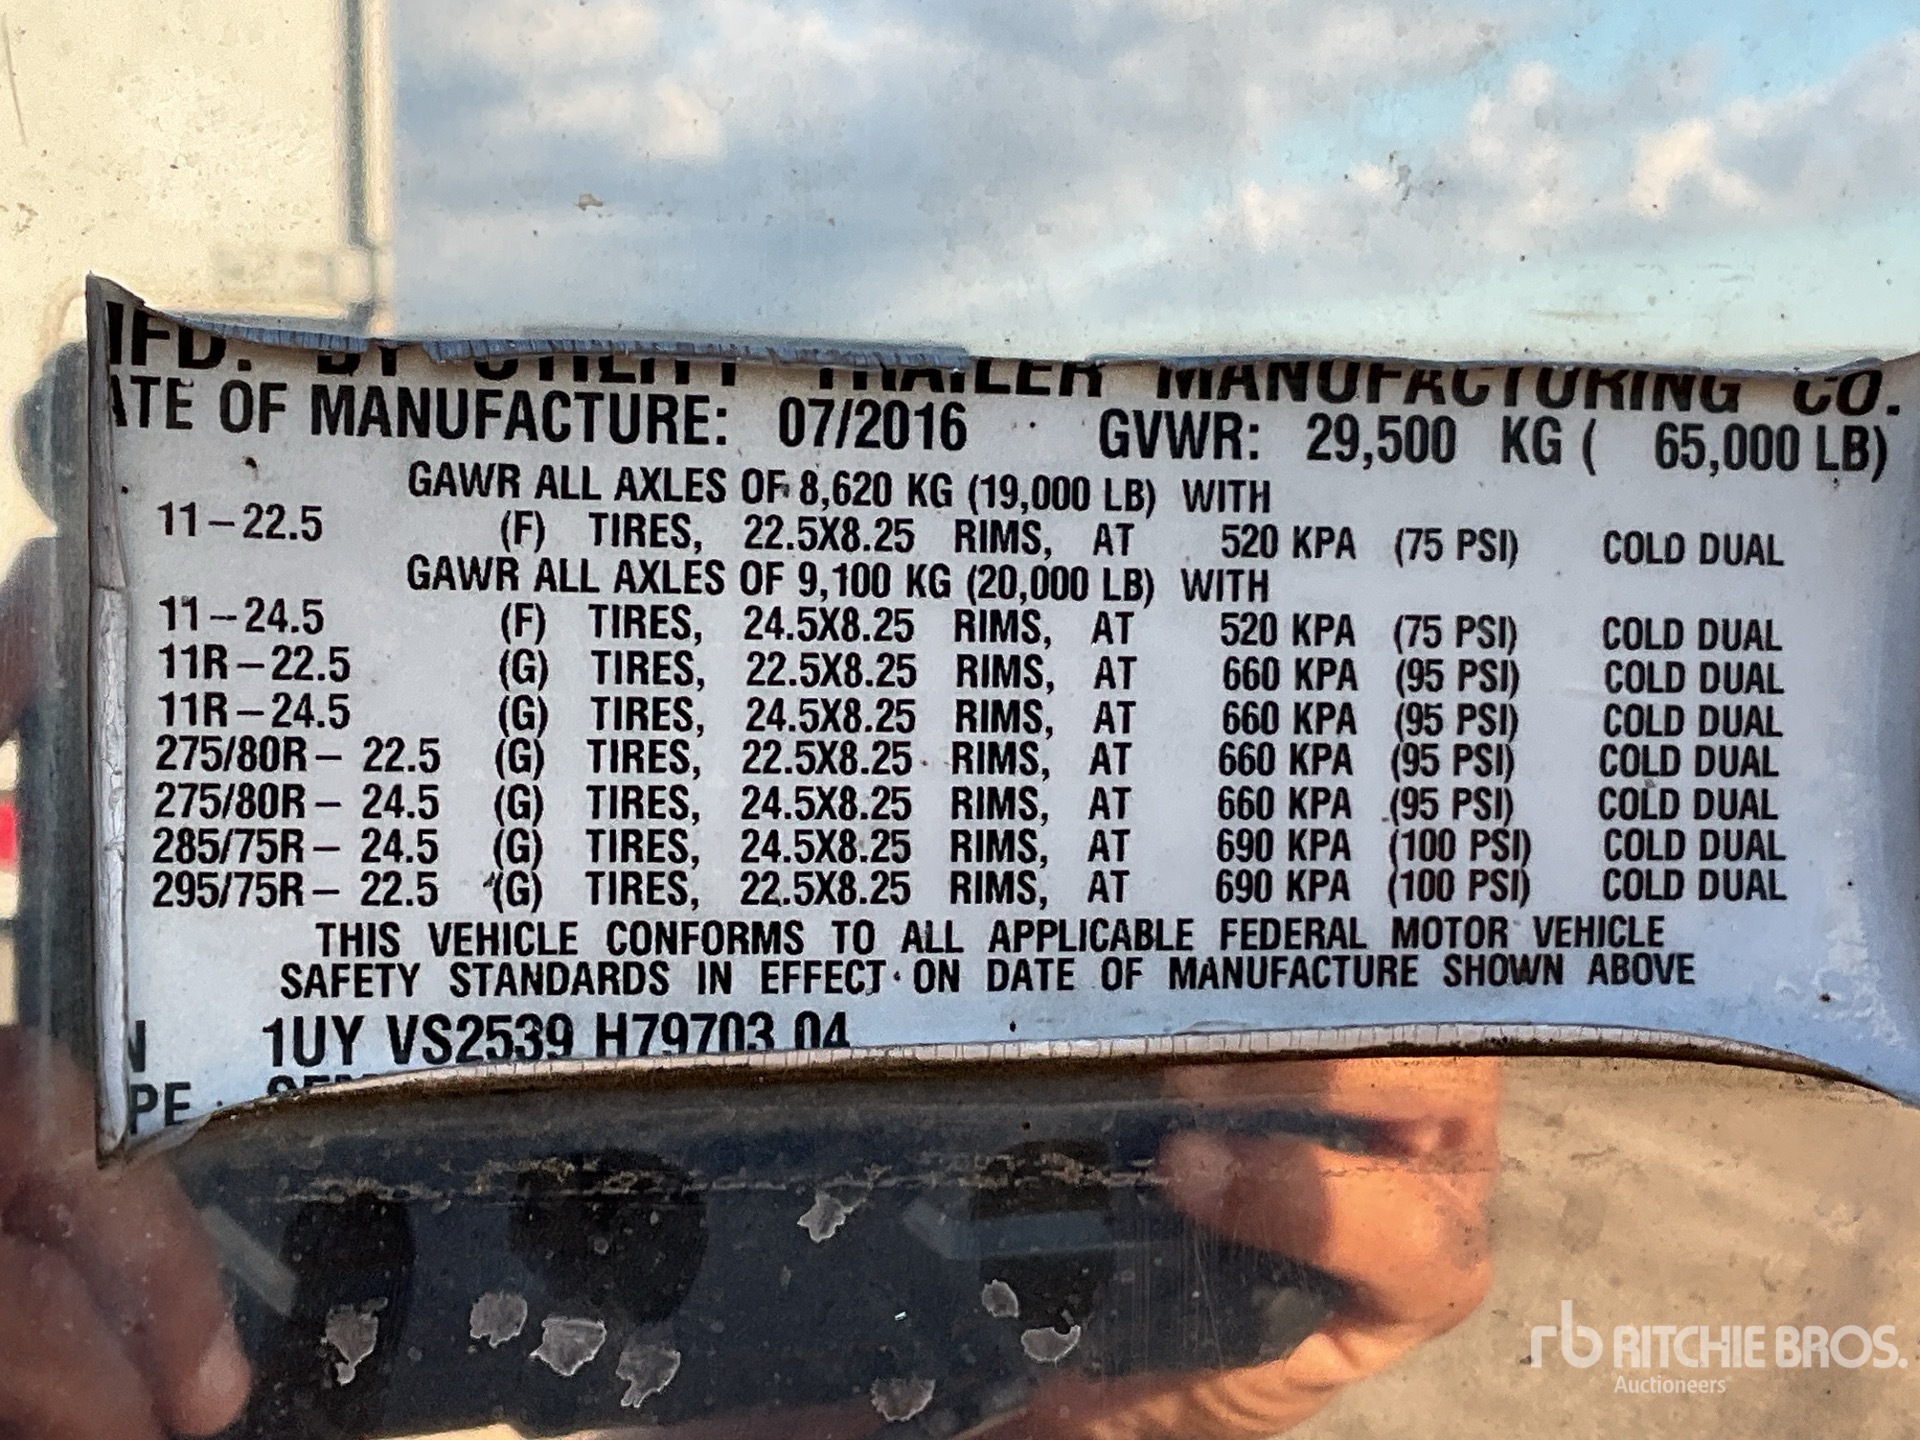 MFD. BY UTILITY TRAILER MANUFACTURING CO.
ATE OF MANUFACTURE: 07/2016 GVWR: 29,500 KG ( 65,000 LB)
GAWR ALL AXLES OF 8,620 KG (19,000 LB) WITH
11-22.5 (F) TIRES, 22.5X8.25 RIMS, AT 520 KPA (75 PSI) COLD DUAL
GAWR ALL AXLES OF 9,100 KG (20,000 LB) WITH
11-24.5 (F) TIRES, 24.5X8.25 RIMS, AT 520 KPA (75 PSI) COLD DUAL
11R-22.5 (G) TIRES, 22.5X8.25 RIMS, AT 660 KPA (95 PSI) COLD DUAL
11R-24.5 (G) TIRES, 24.5X8.25 RIMS, AT 660 KPA (95 PSI) COLD DUAL
275/80R- 22.5 (G) TIRES, 22.5X8.25 RIMS, AT 660 KPA (95 PSI) COLD DUAL
275/80R- 24.5 (G) TIRES, 24.5X8.25 RIMS, AT 660 KPA (95 PSI) COLD DUAL
285/75R- 24.5 (G) TIRES, 24.5X8.25 RIMS, AT 690 KPA (100 PSI) COLD DUAL
295/75R- 22.5 (G) TIRES, 22.5X8.25 RIMS, AT 690 KPA (100 PSI) COLD DUAL
THIS VEHICLE CONFORMS TO ALL APPLICABLE FEDERAL MOTOR VEHICLE
SAFETY STANDARDS IN EFFECT ON DATE OF MANUFACTURE SHOWN ABOVE
N 1UY VS2539 H79703 04
PE :
rb RITCHIE BROS.
Auctioneers